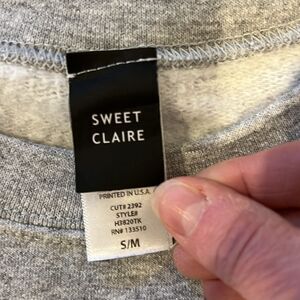 SWEET
CLAIRE
PRINTED IN U.S.A.
CUT# 2392
STYLE#
H3820TK
RN# 133510
S/M